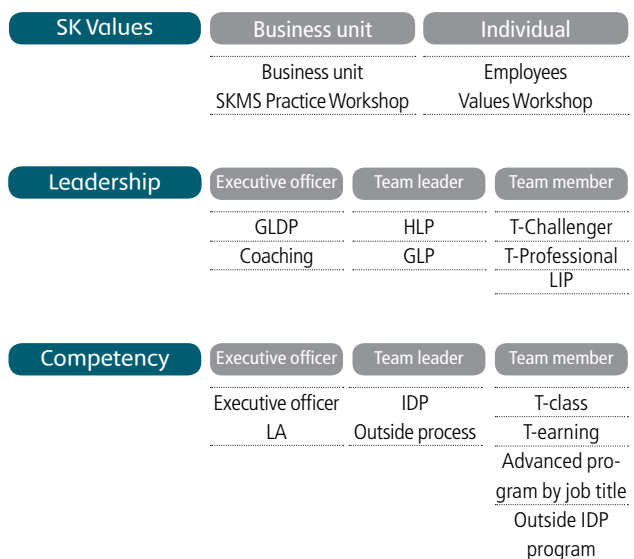 SK Values Business unit Individual
Business unit Employees
SKMS Practice Workshop Values Workshop
Leadership Executive officer Team leader Team member
GLDP HLP T-Challenger
Coaching GLP T-Professional
LIP
Competency Executive officer Team leader Team member
Executive officer IDP T-class
LA Outside process T-earning
Advanced pro-
gram by job title
Outside IDP
program